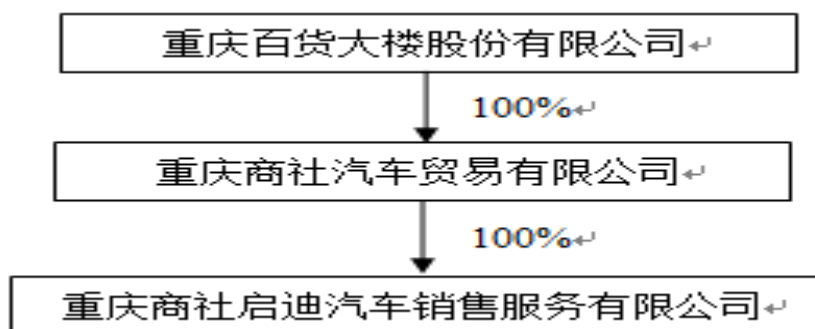 重庆百货大楼股份有限公司↵
100%↵
重庆商社汽车贸易有限公司↵
100%↵
重庆商社启迪汽车销售服务有限公司↵